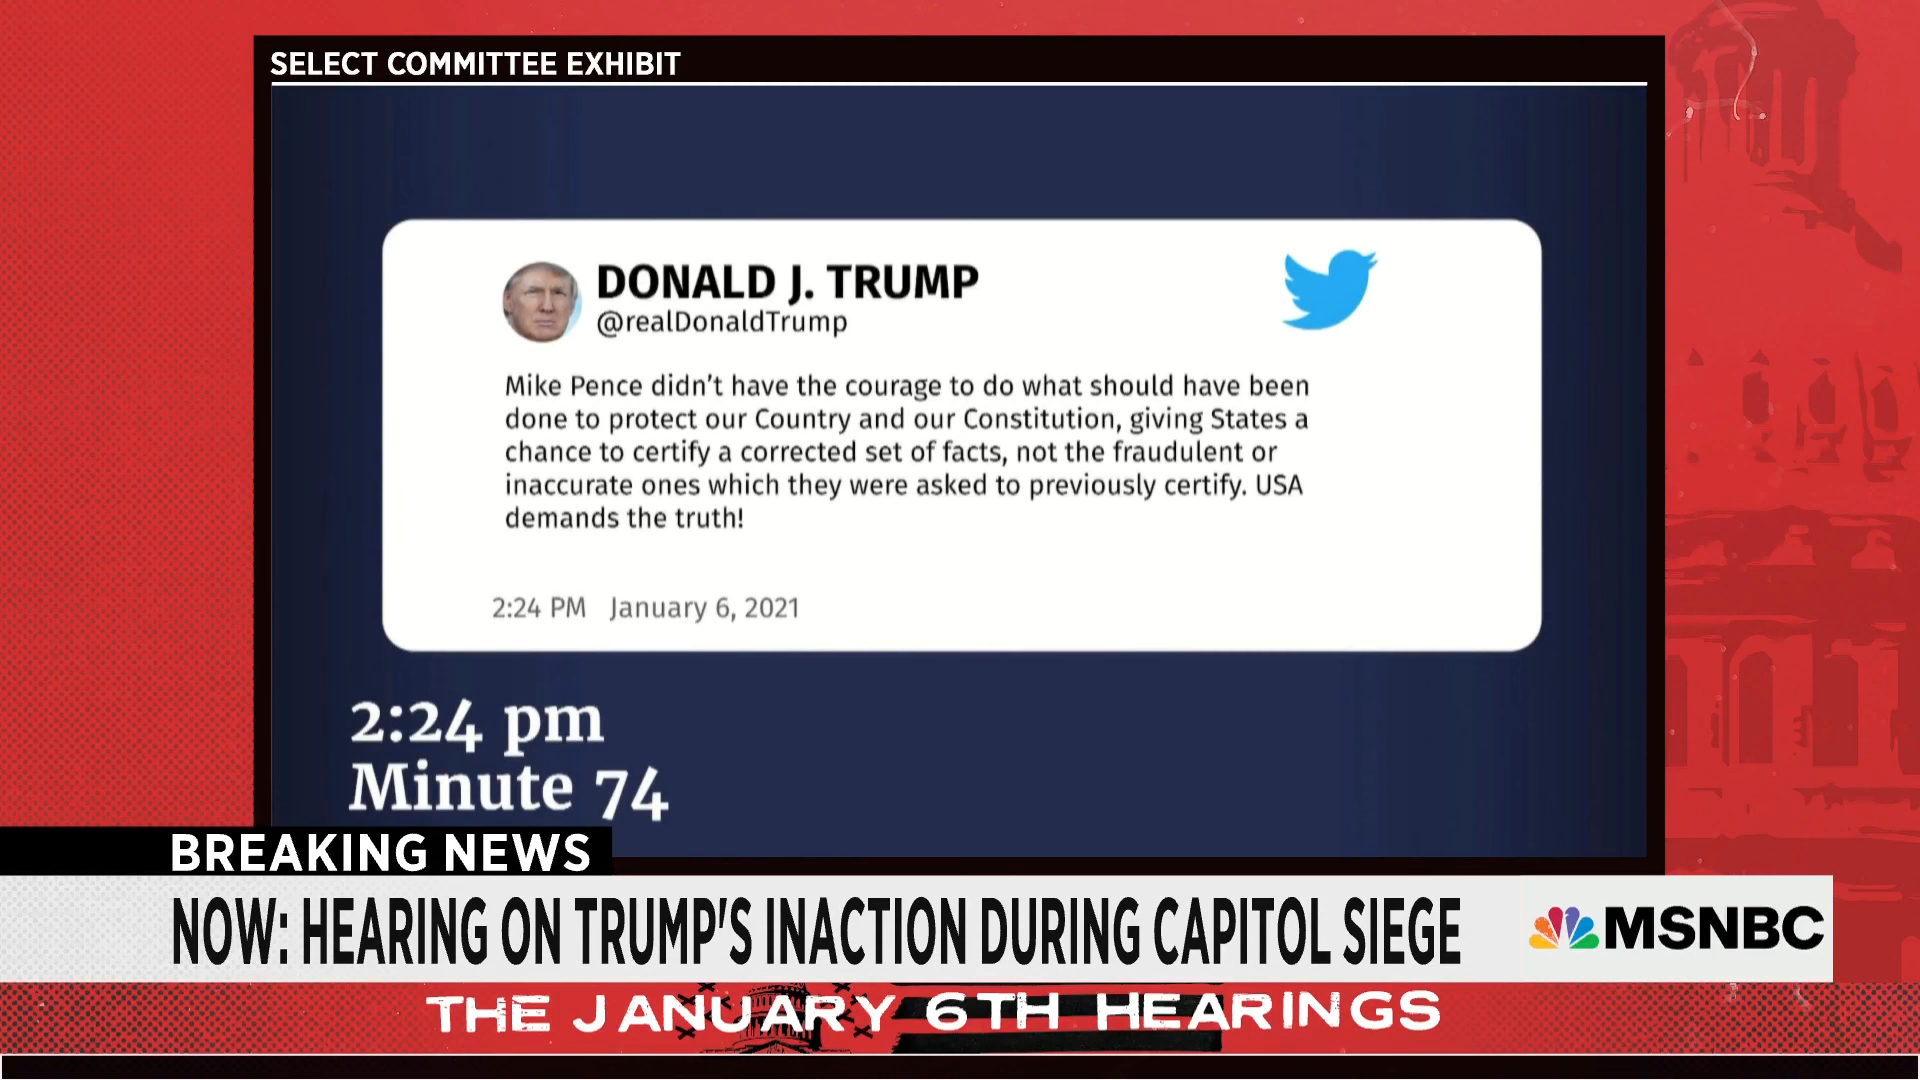 SELECT COMMITTEE EXHIBIT
DONALD J. TRUMP
@realDonaldTrump
Mike Pence didn’t have the courage to do what should have been
done to protect our Country and our Constitution, giving States a
chance to certify a corrected set of facts, not the fraudulent or
inaccurate ones which they were asked to previously certify. USA
demands the truth!
2:24 PM January 6, 2021
2:24 pm
Minute 74
BREAKING NEWS
NOW: HEARING ON TRUMP'S INACTION DURING CAPITOL SIEGE
MSNBC
THE JANUARY 6TH HEARINGS